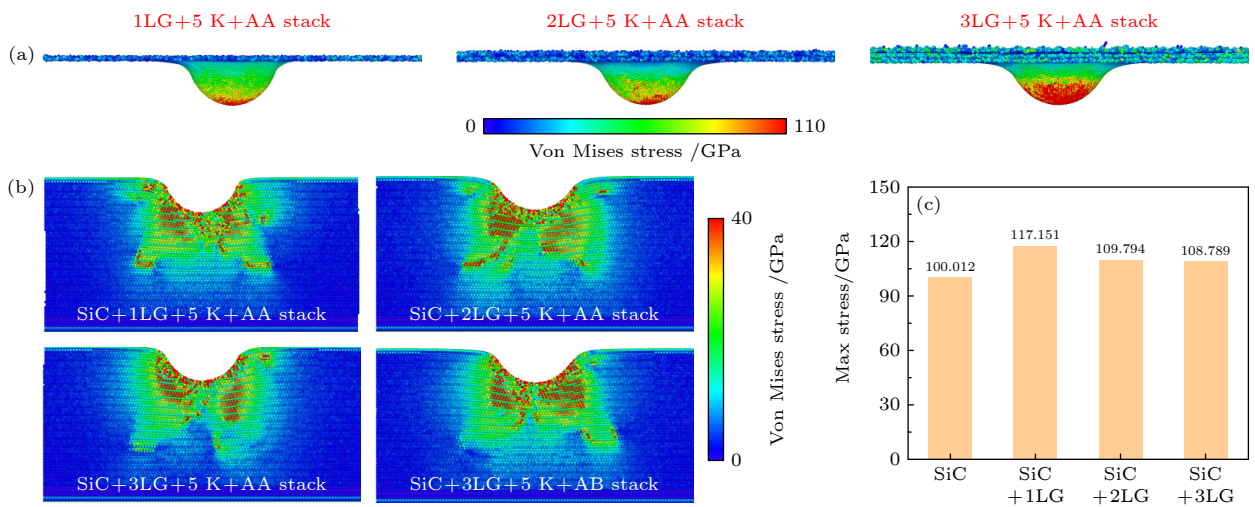 1LG+5 K+AA stack
2LG+5 K+AA stack
3LG+5 K+AA stack
(a)
0
110
Von Mises stress /GPa
(b)
SiC+1LG+5 K+AA stack
SiC+2LG+5 K+AA stack
SiC+3LG+5 K+AA stack
SiC+3LG+5 K+AB stack
40
0
Von Mises stress /GPa
(c)
Max stress/GPa
150
120
90
60
30
0
100.012
117.151
109.794
108.789
SiC
SiC
+1LG
SiC
+2LG
SiC
+3LG